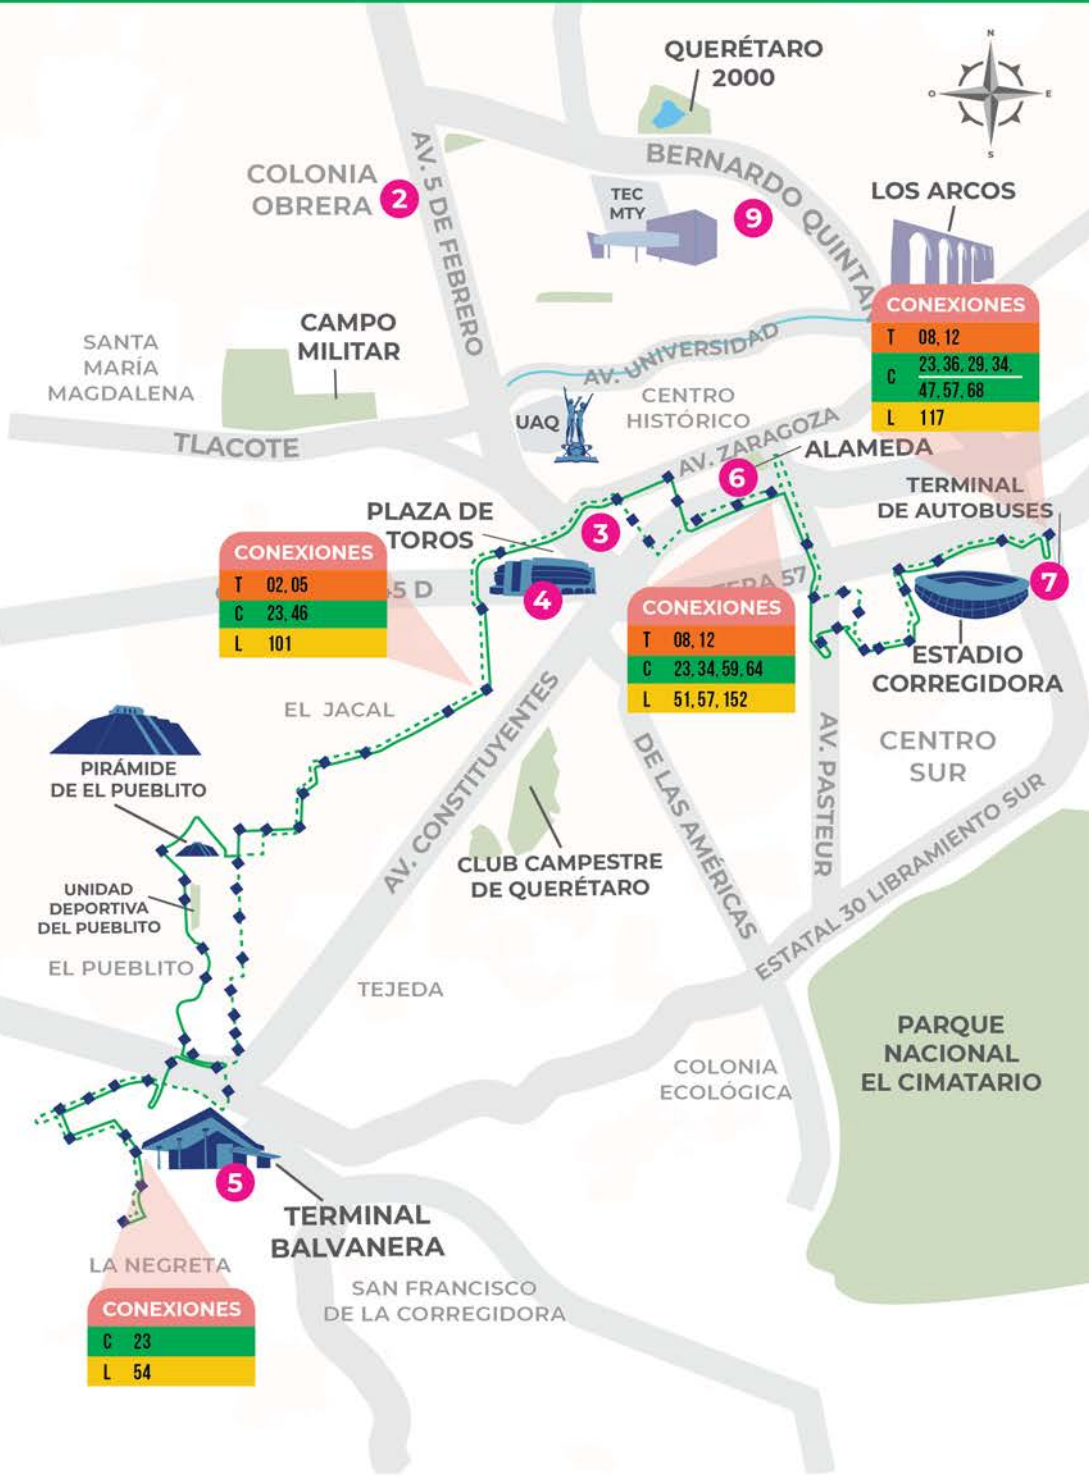 N
O
E
S
QUERÉTARO
2000
AV. 5 DE FEBRERO
BERNARDO QUINTAN
COLONIA
OBRERA
2
TEC
MTY
9
LOS ARCOS
CONEXIONES
T 08, 12
C 23, 36, 29, 34,
47, 57, 68
L 117
CAMPO
MILITAR
SANTA
MARÍA
MAGDALENA
AV. UNIVERSIDAD
CENTRO
HISTÓRICO
UAQ
TLACOTE
AV. ZARAGOZA
ALAMEDA
6
TERMINAL
DE AUTOBUSES
PLAZA DE
TOROS
3
CONEXIONES
T 02, 05
C 23, 46
L 101
45 D
4
57
7
CONEXIONES
T 08, 12
C 23, 34, 59, 64
L 51, 57, 152
ESTADIO
CORREGIDORA
EL JACAL
AV. CONSTITUYENTES
DE LAS AMÉRICAS
AV. PASTEUR
CENTRO
SUR
PIRÁMIDE
DE EL PUEBLITO
CLUB CAMPESTRE
DE QUERÉTARO
ESTATAL 30 LIBRAMIENTO SUR
UNIDAD
DEPORTIVA
DEL PUEBLITO
EL PUEBLITO
TEJEDA
PARQUE
NACIONAL
EL CIMATARIO
COLONIA
ECOLÓGICA
5
TERMINAL
BALVANERA
LA NEGRETA
SAN FRANCISCO
DE LA CORREGIDORA
CONEXIONES
C 23
L 54